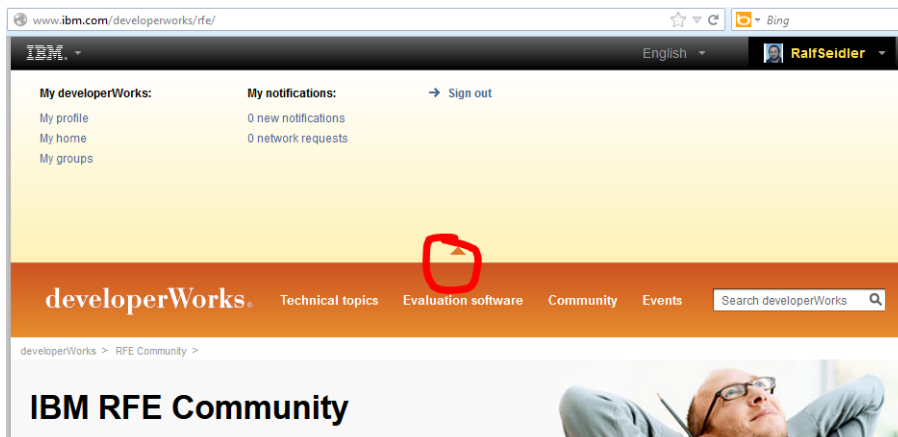 www.ibm.com/developerworks/rfe/ Bing
IBM. English RalfSeidler
My developerWorks: My notifications: → Sign out
My profile 0 new notifications
My home 0 network requests
My groups
developerWorks® Technical topics Evaluation software Community Events Search developerWorks
developerWorks > RFE Community >
IBM RFE Community